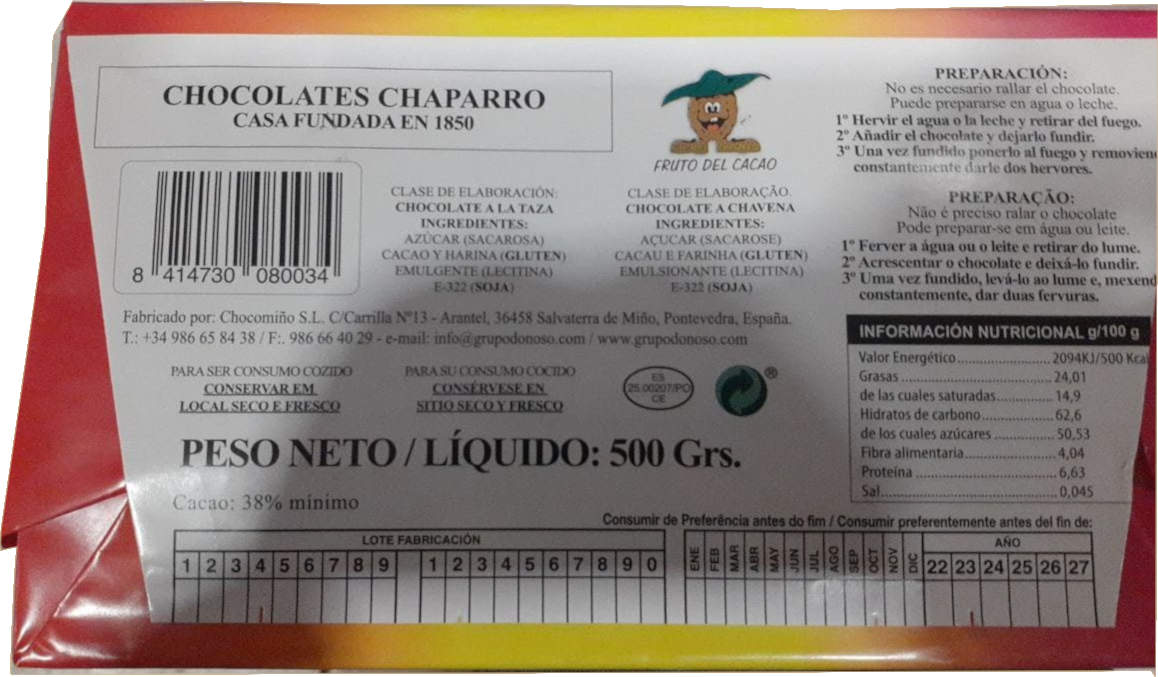 CHOCOLATES CHAPARRO
CASA FUNDADA EN 1850
FRUTO DEL CACAO
8 414730 080034
CLASE DE ELABORACIÓN:
CHOCOLATE A LA TAZA
INGREDIENTES:
AZÚCAR (SACAROSA)
CACAO Y HARINA (GLUTEN)
EMULGENTE (LECITINA)
E-322 (SOJA)
CLASE DE ELABORAÇÃO.
CHOCOLATE A CHAVENA
INGREDIENTES:
AÇUCAR (SACAROSE)
CACAU E FARINHA (GLUTEN)
EMULSIONANTE (LECITINA)
E-322 (SOJA)
PREPARACIÓN:
No es necesario rallar el chocolate.
Puede prepararse en agua o leche.
1º Hervir el agua o la leche y retirar del fuego.
2º Añadir el chocolate y dejarlo fundir.
3º Una vez fundido ponerlo al fuego y removien
constantemente darle dos hervores.
PREPARAÇÃO:
Não é preciso ralar o chocolate
Pode preparar-se em água ou leite.
1º Ferver a água ou o leite e retirar do lume.
2º Acrescentar o chocolate e deixá-lo fundir.
3º Uma vez fundido, levá-lo ao lume e, mexend
constantemente, dar duas fervuras.
Fabricado por: Chocomiño S.L. C/Carrilla Nº13 - Arantel, 36458 Salvaterra de Miño, Pontevedra, España.
T.: +34 986 65 84 38 / F:. 986 66 40 29 - e-mail: info@grupodonoso.com / www.grupodonoso.com
PARA SER CONSUMO COZIDO
CONSERVAR EM
LOCAL SECO E FRESCO
PARA SU CONSUMO COCIDO
CONSÉRVESE EN
SITIO SECO Y FRESCO
ES
25.00207/PO
CE
®
INFORMACIÓN NUTRICIONAL g/100 g
Valor Energético.................2094KJ/500 Kcal
Grasas.................24,01
de las cuales saturadas.................14,9
Hidratos de carbono.................62,6
de los cuales azúcares.................50,53
Fibra alimentaria.................4,04
Proteína.................6,63
Sal.................0,045
PESO NETO / LÍQUIDO: 500 Grs.
Cacao: 38% mínimo
Consumir de Preferência antes do fim / Consumir preferentemente antes del fin de:
LOTE FABRICACIÓN
1 2 3 4 5 6 7 8 9 1 2 3 4 5 6 7 8 9 0
ENE FEB MAR ABR MAY JUN JUL AGO SEP OCT NOV DIC
AÑO
22 23 24 25 26 27